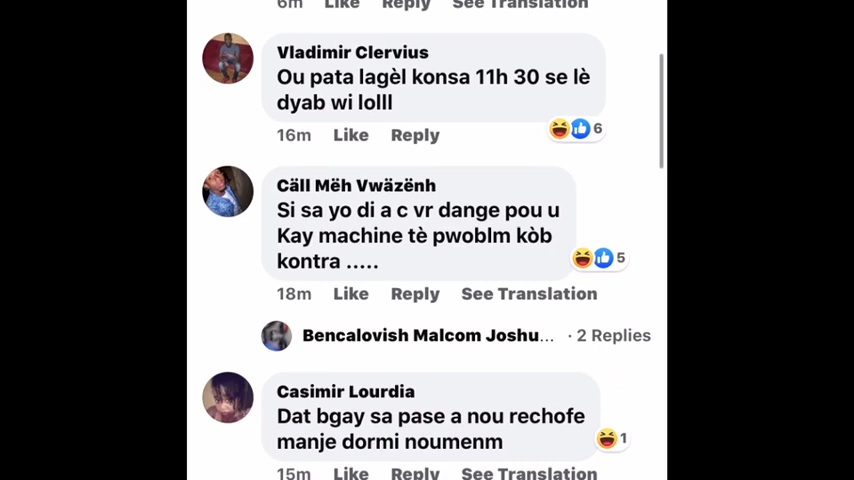 6m Like Reply See Translation
Vladimir Clervius
Ou pata lagèl konsa 11h 30 se lè
dyab wi lolll
16m Like Reply
6
Cäll Mëh Vwäzënh
Si sa yo di a c vr dange pou u
Kay machine tè pwoblm kòb
kontra .....
5
18m Like Reply See Translation
Bencalovish Malcom Joshu... · 2 Replies
Casimir Lourdia
Dat bgay sa pase a nou rechofe
manje dormi noumenm
1
15m Like Reply See Translation